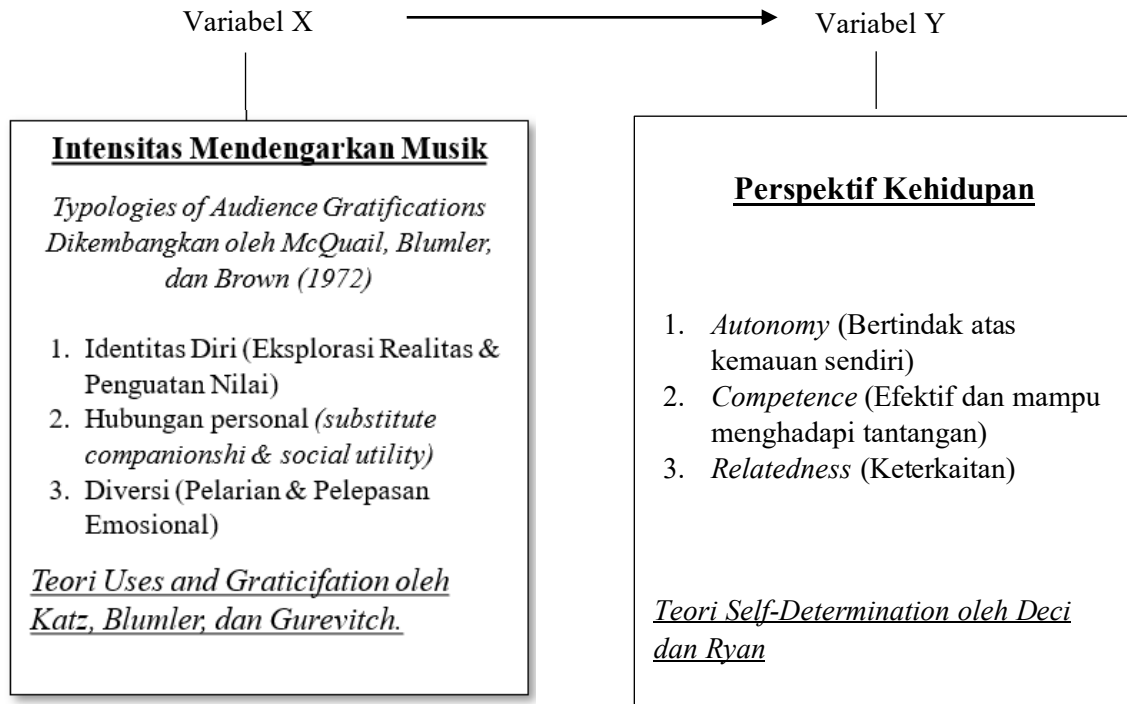 Variabel X
Variabel Y
Intensitas Mendengarkan Musik
Typologies of Audience Gratifications
Dikembangkan oleh McQuail, Blumler,
dan Brown (1972)
1. Identitas Diri (Eksplorasi Realitas &
Penguatan Nilai)
2. Hubungan personal (substitute
companionshi & social utility)
3. Diversi (Pelarian & Pelepasan
Emosional)
Teori Uses and Graticifation oleh
Katz, Blumler, dan Gurevitch.
Perspektif Kehidupan
1. Autonomy (Bertindak atas
kemauan sendiri)
2. Competence (Efektif dan mampu
menghadapi tantangan)
3. Relatedness (Keterkaitan)
Teori Self-Determination oleh Deci
dan Ryan